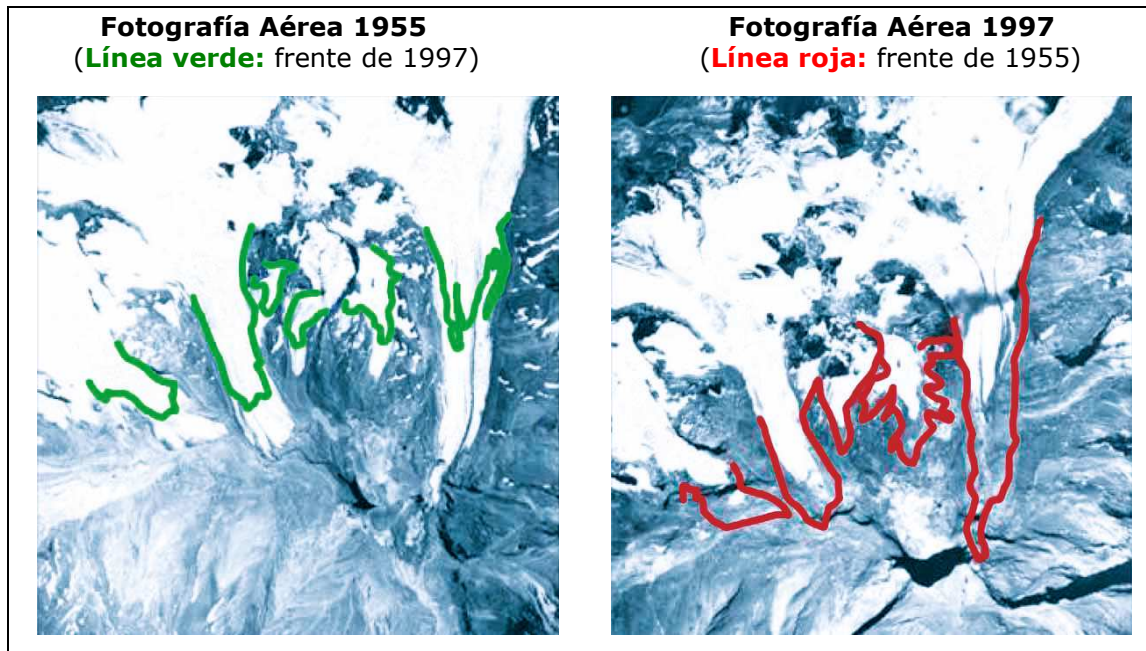 Fotografía Aérea 1955
(Línea verde: frente de 1997)
Fotografía Aérea 1997
(Línea roja: frente de 1955)